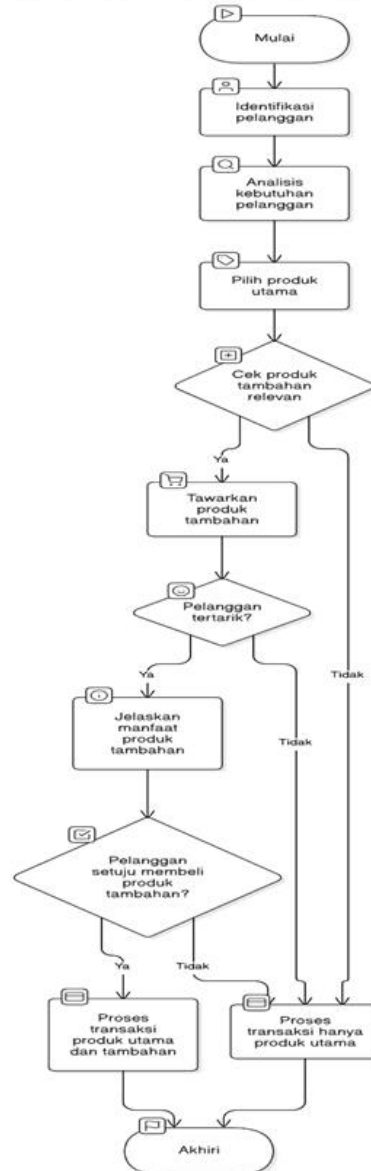 Mulai
Identifikasi
pelanggan
Analisis
kebutuhan
pelanggan
Pilih produk
utama
Cek produk
tambahan
relevan
Ya
Tawarkan
produk
tambahan
Pelanggan
tertarik?
Ya
Tidak
Tidak
Jelaskan
manfaat
produk
tambahan
Pelanggan
setuju membeli
produk
tambahan?
Ya
Tidak
Proses
transaksi
produk utama
dan tambahan
Proses
transaksi hanya
produk utama
Akhiri